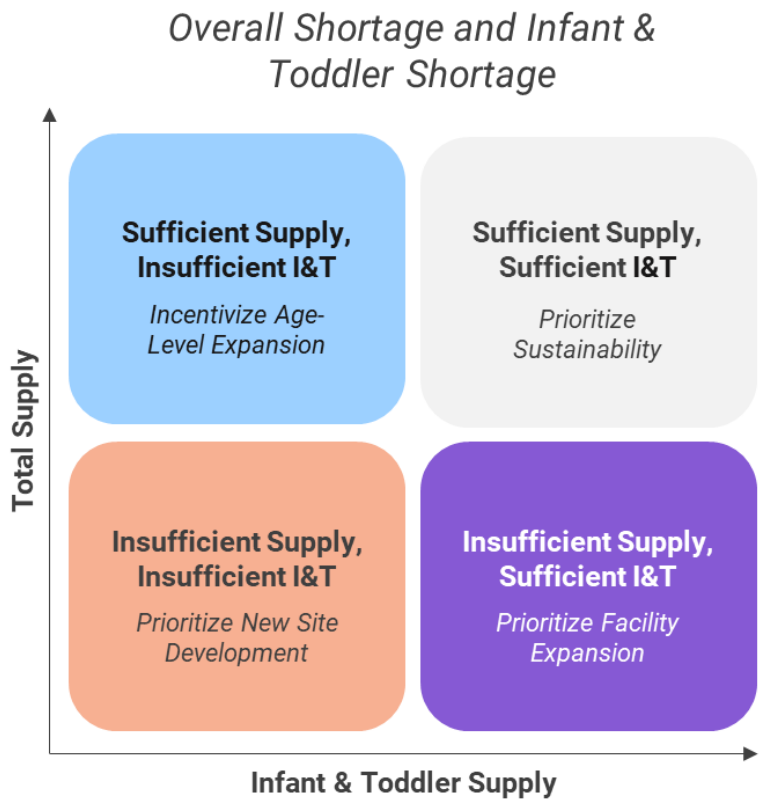 Overall Shortage and Infant &
Toddler Shortage
Sufficient Supply,
Insufficient I&T
Incentivize Age-
Level Expansion
Sufficient Supply,
Sufficient I&T
Prioritize
Sustainability
Total Supply
Insufficient Supply,
Insufficient I&T
Prioritize New Site
Development
Insufficient Supply,
Sufficient I&T
Prioritize Facility
Expansion
Infant & Toddler Supply